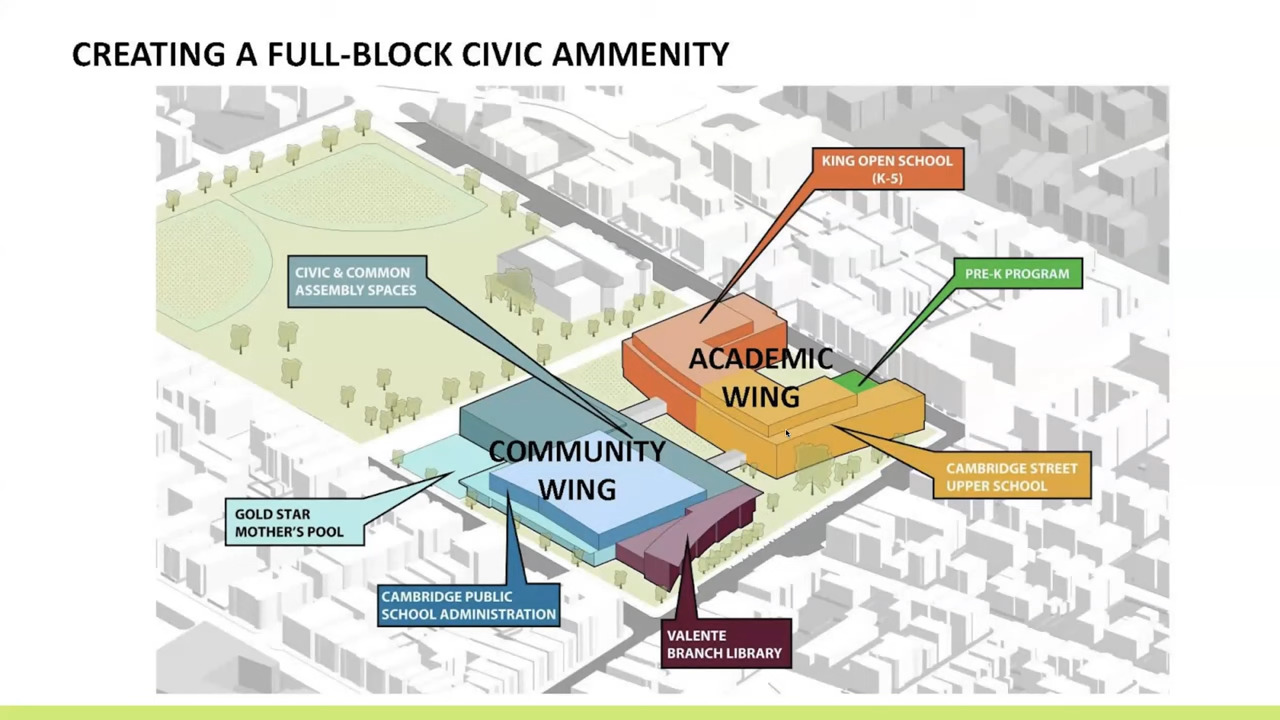 CREATING A FULL-BLOCK CIVIC AMMENITY
KING OPEN SCHOOL
(K-5)
CIVIC & COMMON
ASSEMBLY SPACES
PRE-K PROGRAM
ACADEMIC
WING
COMMUNITY
WING
CAMBRIDGE STREET
UPPER SCHOOL
GOLD STAR
MOTHER'S POOL
CAMBRIDGE PUBLIC
SCHOOL ADMINISTRATION
VALENTE
BRANCH LIBRARY